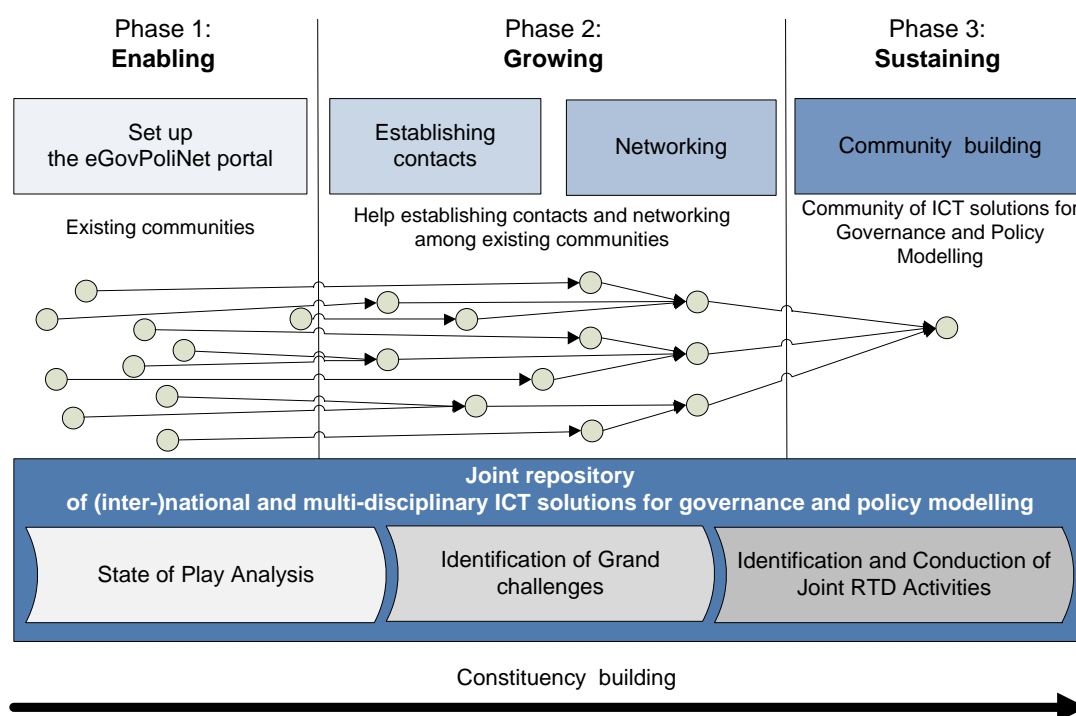 Phase 1:
Enabling
Phase 2:
Growing
Phase 3:
Sustaining
Set up
the eGovPoliNet portal
Establishing
contacts
Networking
Community building
Existing communities
Help establishing contacts and networking
among existing communities
Community of ICT solutions for
Governance and Policy
Modelling
Joint repository
of (inter-)national and multi-disciplinary ICT solutions for governance and policy modelling
State of Play Analysis
Identification of Grand
challenges
Identification and Conduction of
Joint RTD Activities
Constituency building